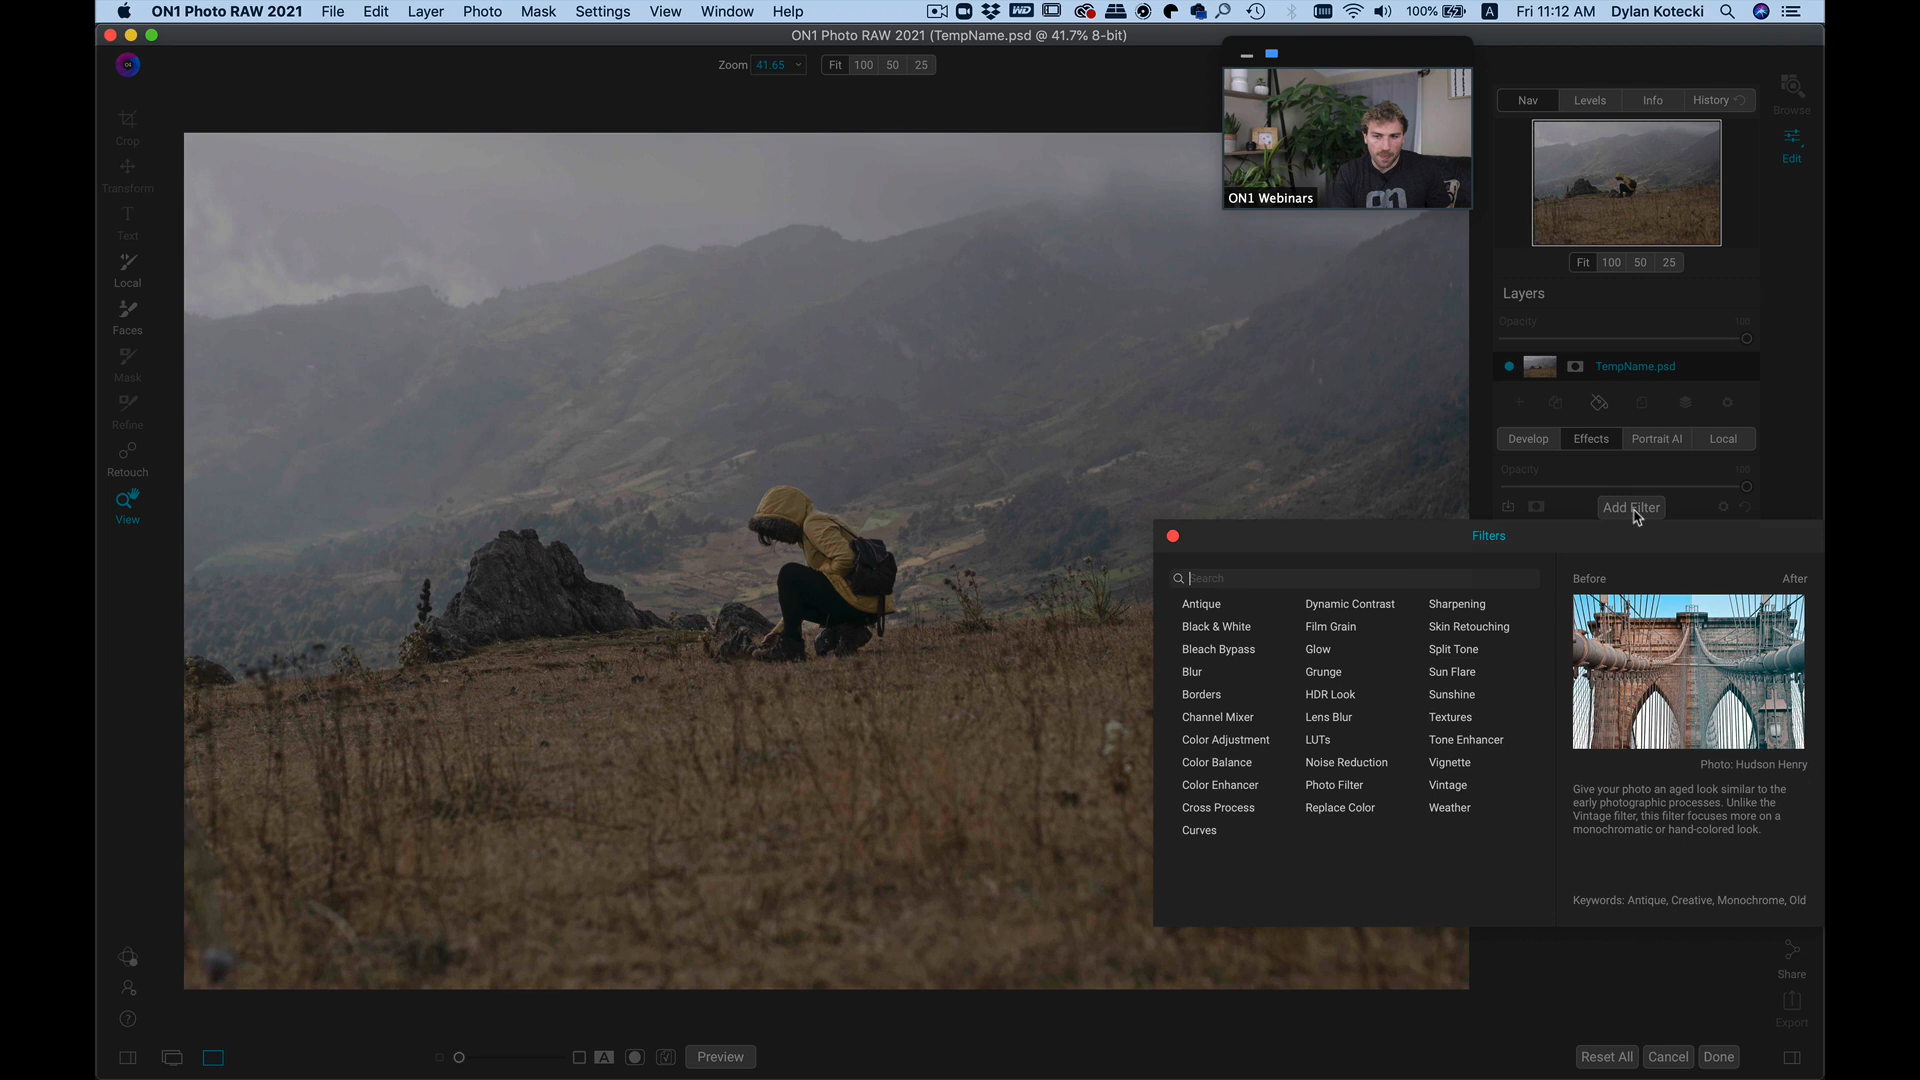 ON1 Photo RAW 2021 File Edit Layer Photo Mask Settings View Window Help
WD 100% A Fri 11:12 AM Dylan Kotecki
ON1 Photo RAW 2021 (TempName.psd @ 41.7% 8-bit)
Zoom 41.65 Fit 100 50 25
Crop
Transform
Text
Local
Faces
Mask
Refine
Retouch
View
ON1 Webinars
Nav Levels Info History
Browse
Edit
Fit 100 50 25
Layers
Opacity 100
TempName.psd
Develop Effects Portrait AI Local
Opacity 100
Add Filter
Filters
Search
Antique Dynamic Contrast Sharpening
Black & White Film Grain Skin Retouching
Bleach Bypass Glow Split Tone
Blur Grunge Sun Flare
Borders HDR Look Sunshine
Channel Mixer Lens Blur Textures
Color Adjustment LUTs Tone Enhancer
Color Balance Noise Reduction Vignette
Color Enhancer Photo Filter Vintage
Cross Process Replace Color Weather
Curves
Before After
Photo: Hudson Henry
Give your photo an aged look similar to the
early photographic processes. Unlike the
Vintage filter, this filter focuses more on a
monochromatic or hand-colored look.
Keywords: Antique, Creative, Monochrome, Old
Share
Export
A Preview
Reset All Cancel Done